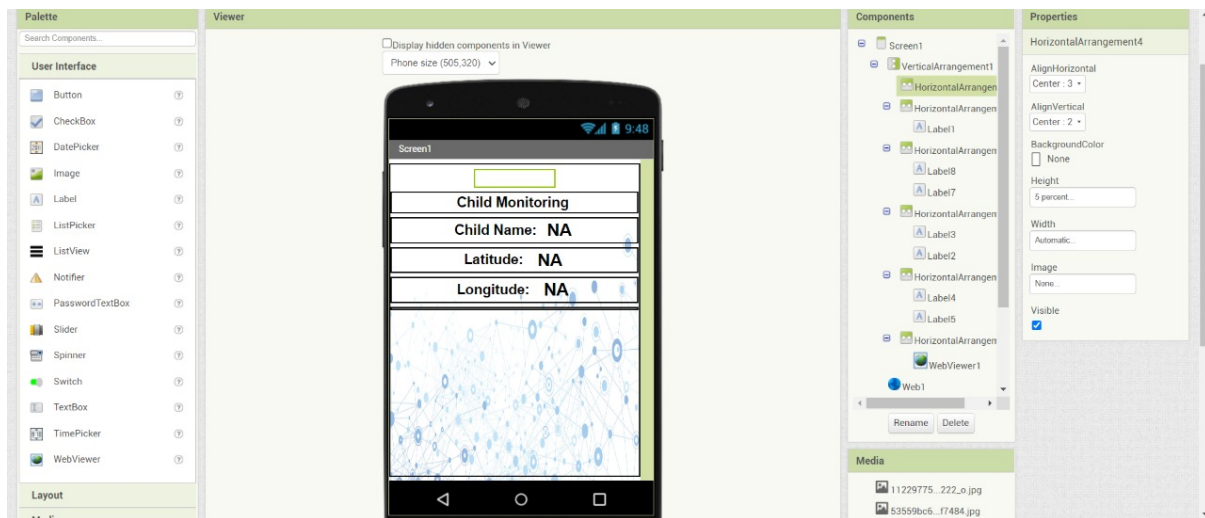 Palette
Search Components...
User Interface
Button
CheckBox
DatePicker
Image
Label
ListPicker
ListView
Notifier
PasswordTextBox
Slider
Spinner
Switch
TextBox
TimePicker
WebViewer
Layout
Viewer
Display hidden components in Viewer
Phone size (505,320)
9:48
Screen1
Child Monitoring
Child Name: NA
Latitude: NA
Longitude: NA
Components
Screen1
VerticalArrangement1
HorizontalArrangen
HorizontalArrangen
Label1
HorizontalArrangen
Label8
Label7
HorizontalArrangen
Label3
Label2
HorizontalArrangen
Label4
Label5
HorizontalArrangen
WebViewer1
Web1
Rename Delete
Media
11229775...222_o.jpg
53559bc6...f7484.jpg
Properties
HorizontalArrangement4
AlignHorizontal
Center : 3
AlignVertical
Center : 2
BackgroundColor
None
Height
5 percent...
Width
Automatic...
Image
None...
Visible